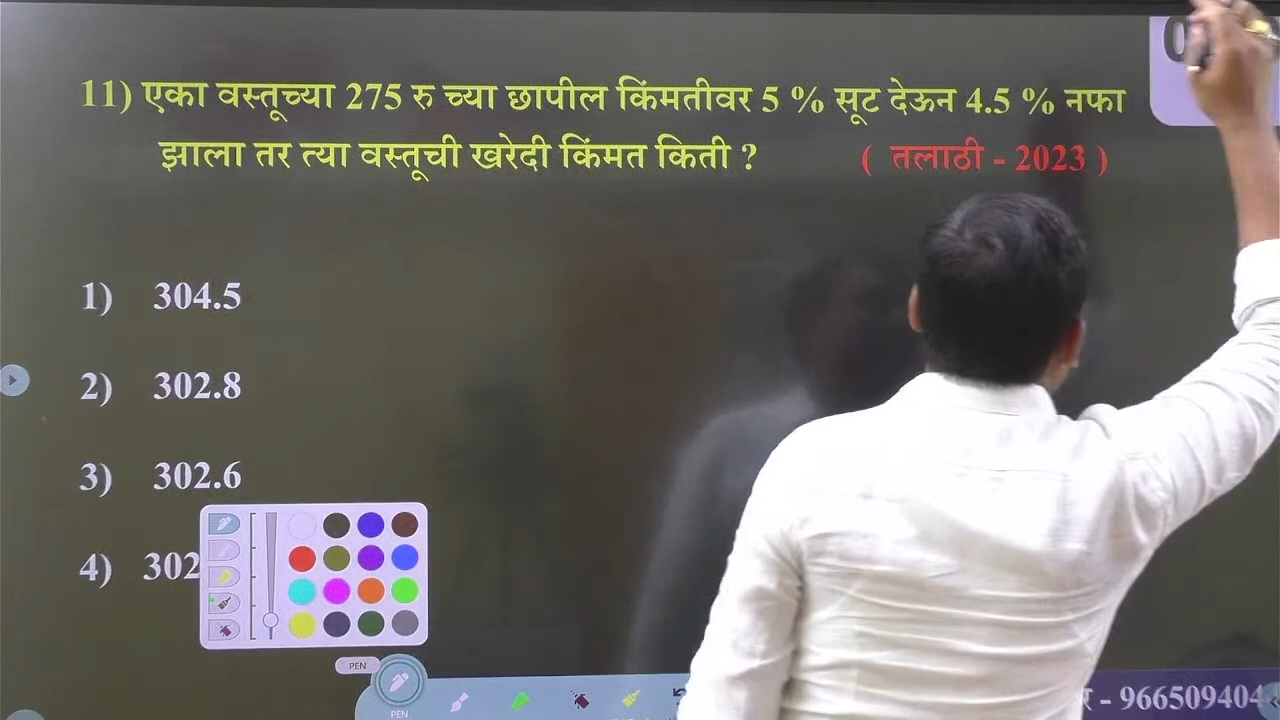 11) एका वस्तूच्या 275 रु च्या छापील किंमतीवर 5 % सूट देऊन 4.5 % नफा
झाला तर त्या वस्तूची खरेदी किंमत किती ?
( तलाठी - 2023 )
1) 304.5
2) 302.8
3) 302.6
4) 302
PEN
PEN
र - 966509404